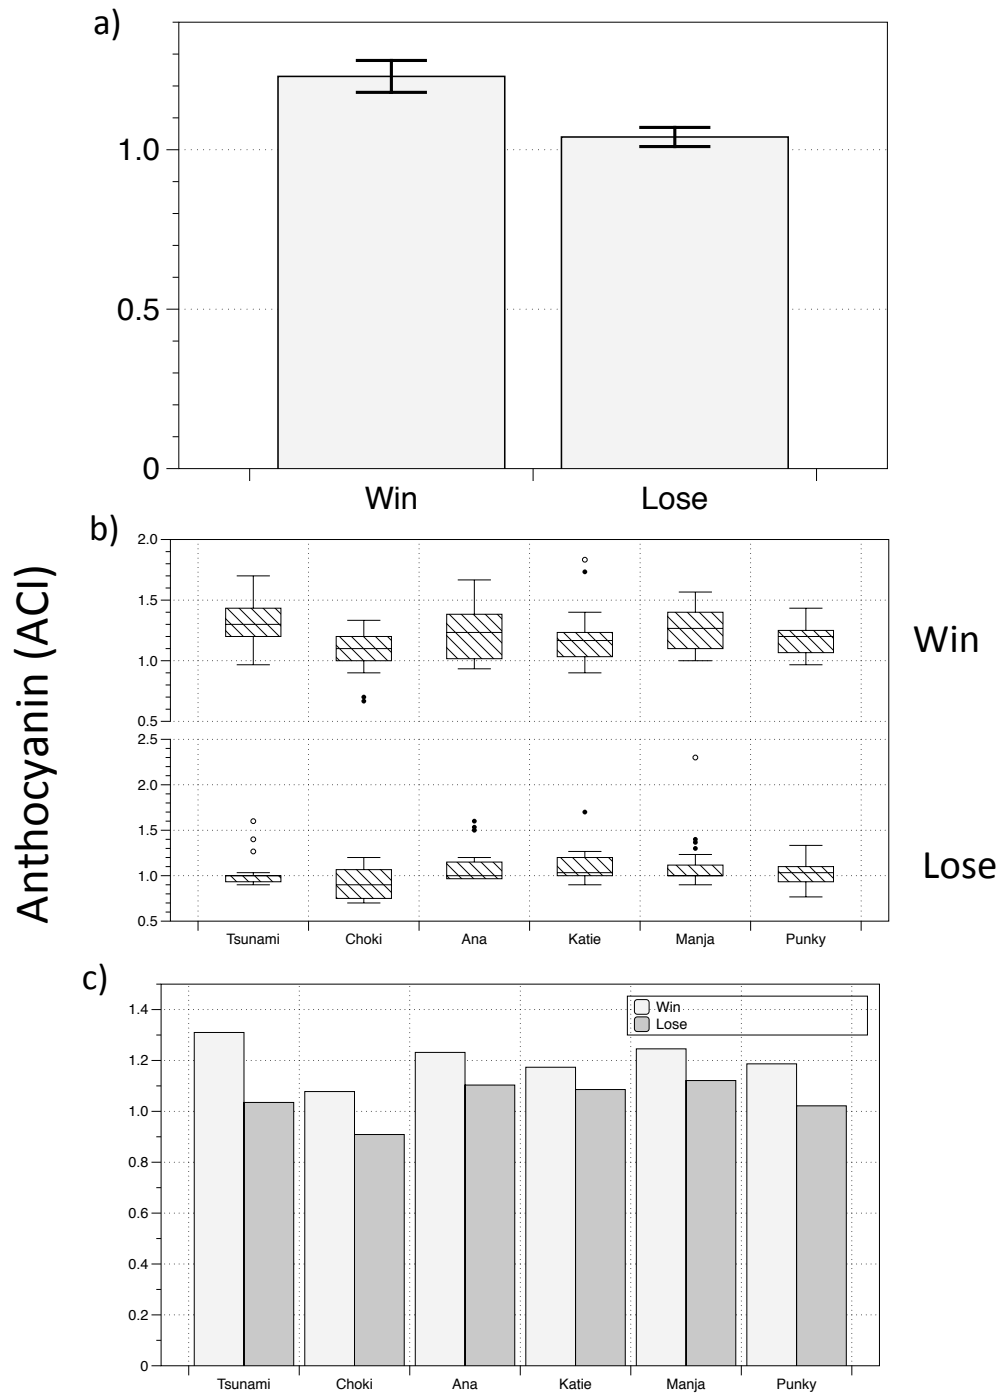 a)
1.0
0.5
0
Win Lose
Anthocyanin (ACI)
b)
2.0
1.5
1.0
0.5
Win
2.5
2.0
1.5
1.0
0.5
Lose
Tsunami Choki Ana Katie Manja Punky
c)
1.4
1.2
1.0
0.8
0.6
0.4
0.2
0
Win
Lose
Tsunami Choki Ana Katie Manja Punky